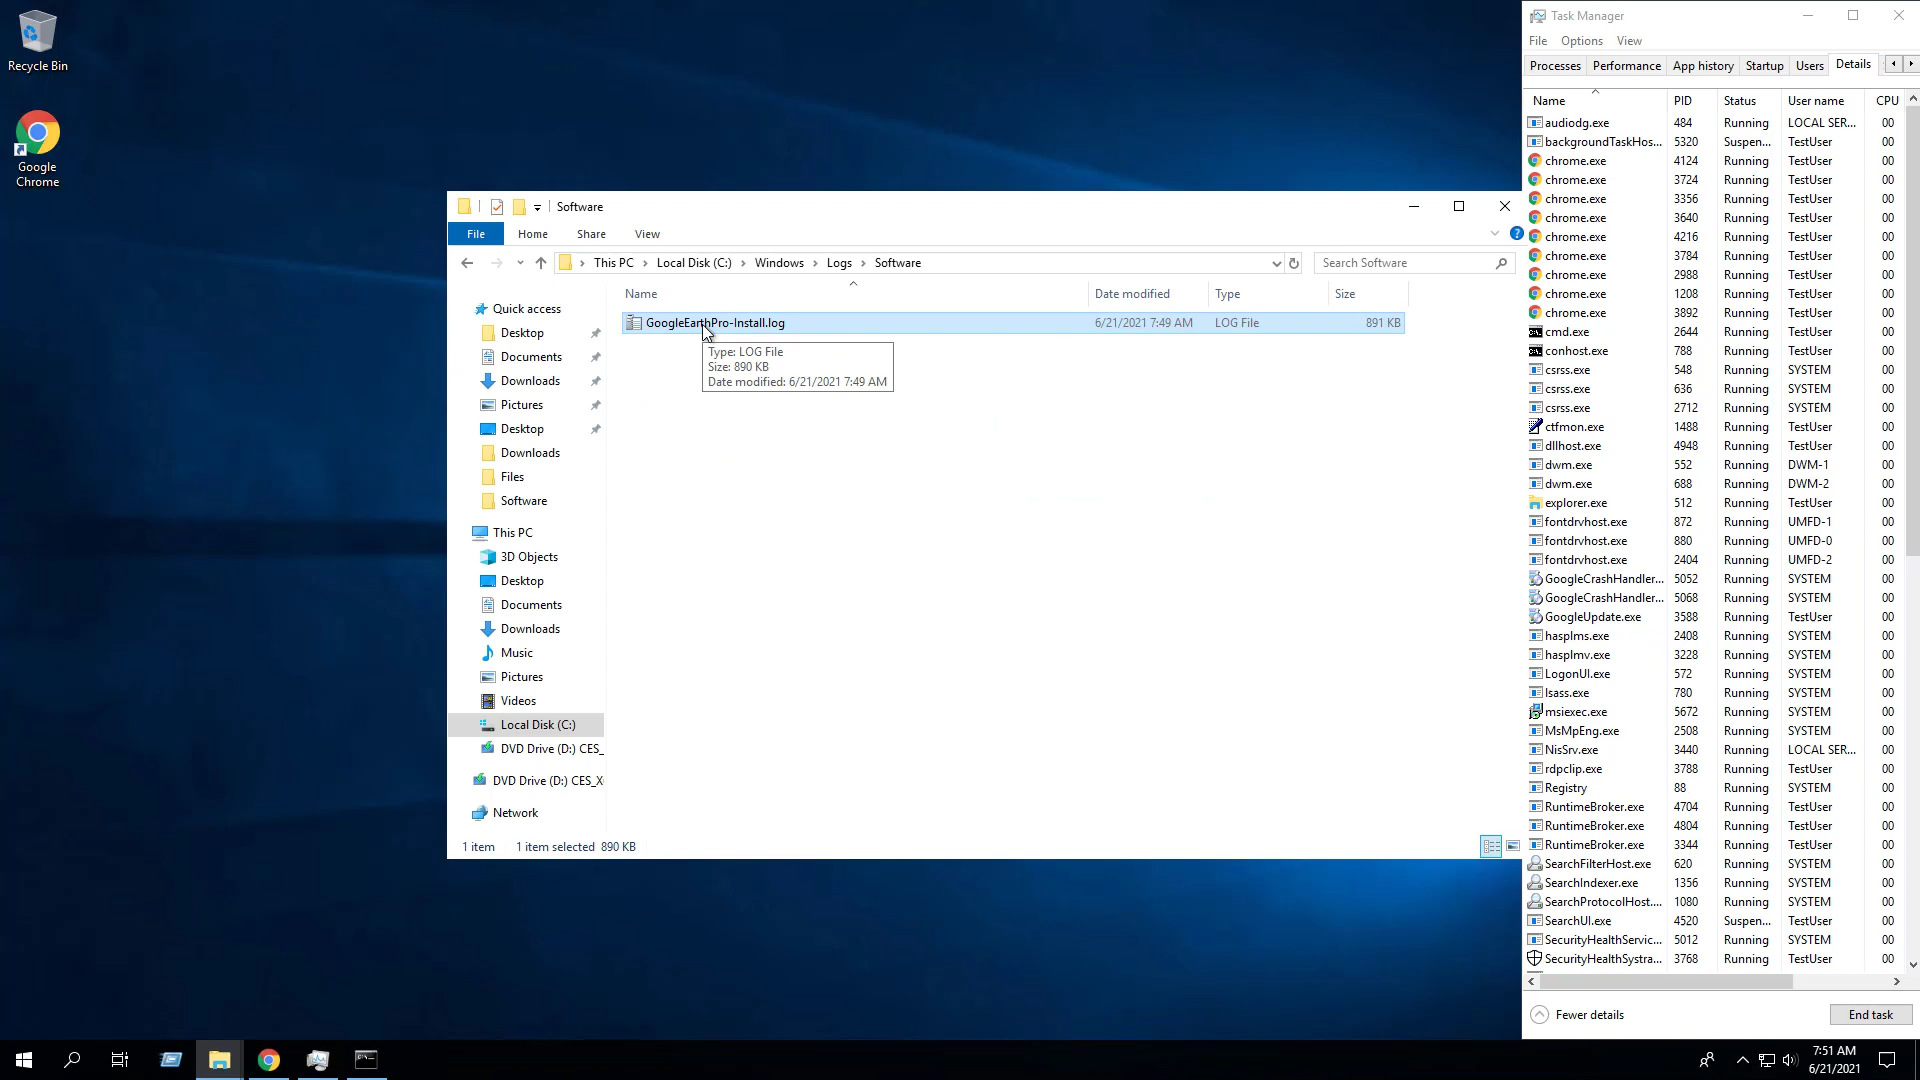 Recycle Bin
Google
Chrome
Software
File Home Share View
This PC Local Disk (C:) Windows Logs Software
Search Software
Quick access
Desktop
Documents
Downloads
Pictures
Desktop
Downloads
Files
Software
This PC
3D Objects
Desktop
Documents
Downloads
Music
Pictures
Videos
Local Disk (C:)
DVD Drive (D:) CES_
DVD Drive (D:) CES_X
Network
Name Date modified Type Size
GoogleEarthPro-Install.log 6/21/2021 7:49 AM LOG File 891 KB
Type: LOG File
Size: 890 KB
Date modified: 6/21/2021 7:49 AM
1 item 1 item selected 890 KB
Task Manager
File Options View
Processes Performance App history Startup Users Details
Name PID Status User name CPU
audiodg.exe 484 Running LOCAL SER... 00
backgroundTaskHos... 5320 Suspen... TestUser 00
chrome.exe 4124 Running TestUser 00
chrome.exe 3724 Running TestUser 00
chrome.exe 3356 Running TestUser 00
chrome.exe 3640 Running TestUser 00
chrome.exe 4216 Running TestUser 00
chrome.exe 3784 Running TestUser 00
chrome.exe 2988 Running TestUser 00
chrome.exe 1208 Running TestUser 00
chrome.exe 3892 Running TestUser 00
cmd.exe 2644 Running TestUser 00
conhost.exe 788 Running TestUser 00
csrss.exe 548 Running SYSTEM 00
csrss.exe 636 Running SYSTEM 00
csrss.exe 2712 Running SYSTEM 00
ctfmon.exe 1488 Running TestUser 00
dllhost.exe 4948 Running TestUser 00
dwm.exe 552 Running DWM-1 00
dwm.exe 688 Running DWM-2 00
explorer.exe 512 Running TestUser 00
fontdrvhost.exe 872 Running UMFD-1 00
fontdrvhost.exe 880 Running UMFD-0 00
fontdrvhost.exe 2404 Running UMFD-2 00
GoogleCrashHandler... 5052 Running SYSTEM 00
GoogleCrashHandler... 5068 Running SYSTEM 00
GoogleUpdate.exe 3588 Running TestUser 00
hasplms.exe 2408 Running SYSTEM 00
hasplmv.exe 3228 Running SYSTEM 00
LogonUI.exe 572 Running SYSTEM 00
lsass.exe 780 Running SYSTEM 00
msiexec.exe 5672 Running SYSTEM 00
MsMpEng.exe 2508 Running SYSTEM 00
NisSrv.exe 3440 Running LOCAL SER... 00
rdpclip.exe 3788 Running TestUser 00
Registry 88 Running SYSTEM 00
RuntimeBroker.exe 4704 Running TestUser 00
RuntimeBroker.exe 4804 Running TestUser 00
RuntimeBroker.exe 3344 Running TestUser 00
SearchFilterHost.exe 620 Running SYSTEM 00
SearchIndexer.exe 1356 Running SYSTEM 00
SearchProtocolHost.... 1080 Running SYSTEM 00
SearchUI.exe 4520 Suspen... TestUser 00
SecurityHealthServic... 5012 Running SYSTEM 00
SecurityHealthSystra... 3768 Running TestUser 00
Fewer details End task
7:51 AM
6/21/2021